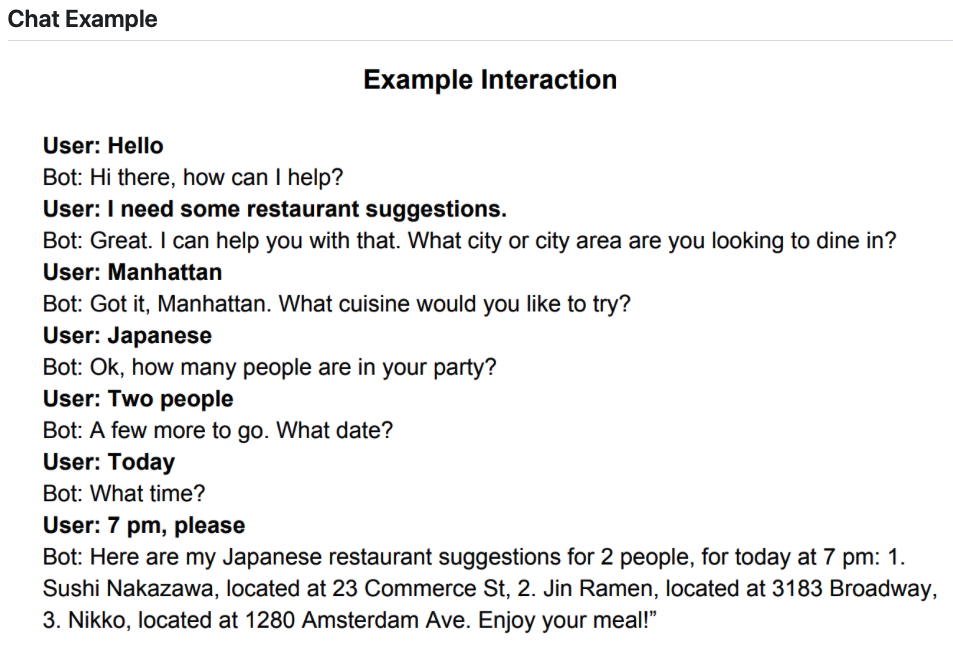 Chat Example
Example Interaction
User: Hello
Bot: Hi there, how can I help?
User: I need some restaurant suggestions.
Bot: Great. I can help you with that. What city or city area are you looking to dine in?
User: Manhattan
Bot: Got it, Manhattan. What cuisine would you like to try?
User: Japanese
Bot: Ok, how many people are in your party?
User: Two people
Bot: A few more to go. What date?
User: Today
Bot: What time?
User: 7 pm, please
Bot: Here are my Japanese restaurant suggestions for 2 people, for today at 7 pm: 1.
Sushi Nakazawa, located at 23 Commerce St, 2. Jin Ramen, located at 3183 Broadway,
3. Nikko, located at 1280 Amsterdam Ave. Enjoy your meal!”